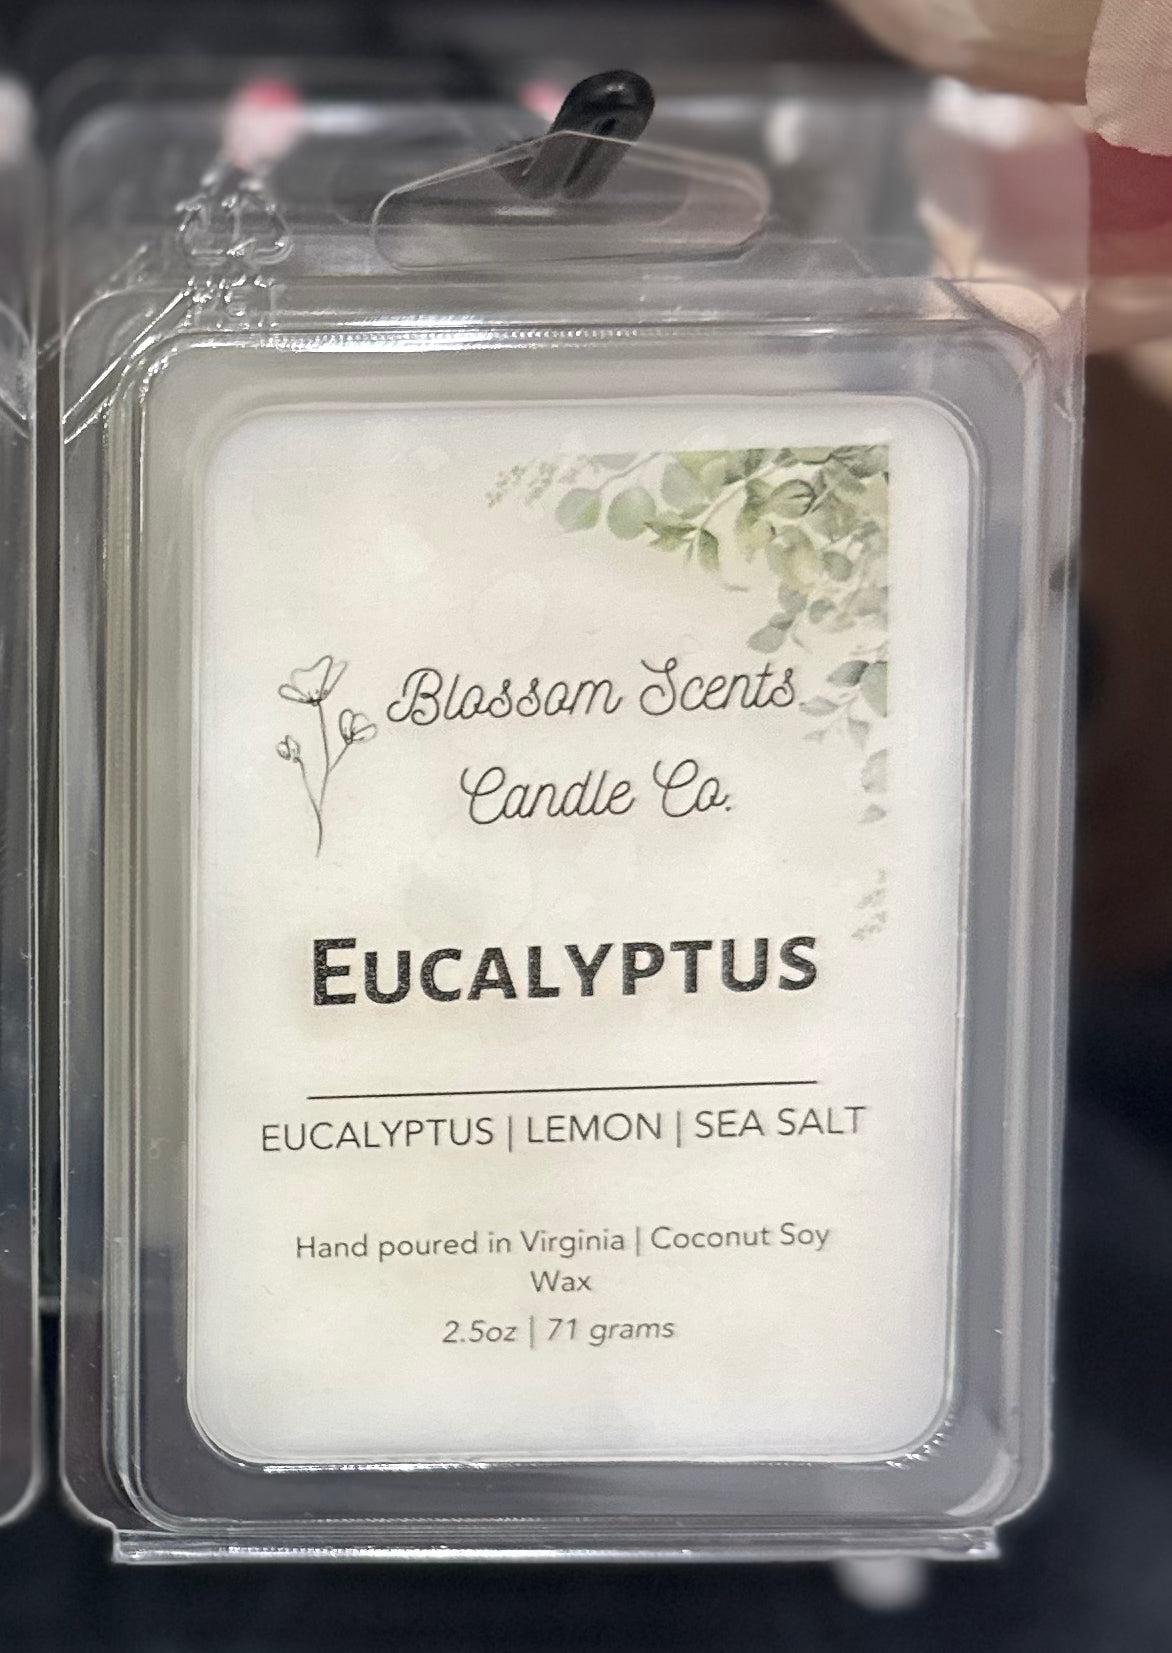 Blossom Scents
Candle Co.
EUCALYPTUS
EUCALYPTUS | LEMON | SEA SALT
Hand poured in Virginia | Coconut Soy
Wax
2.5oz | 71 grams